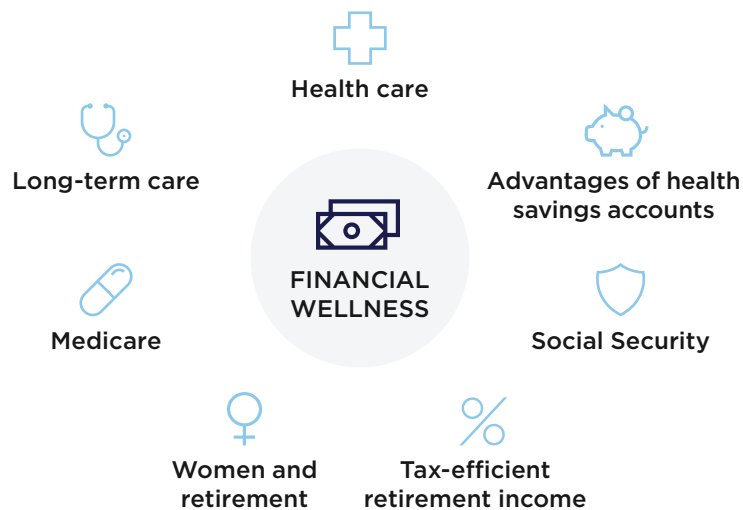 Health care
Long-term care
Advantages of health
savings accounts
FINANCIAL
WELLNESS
Medicare
Social Security
Women and
retirement
Tax-efficient
retirement income